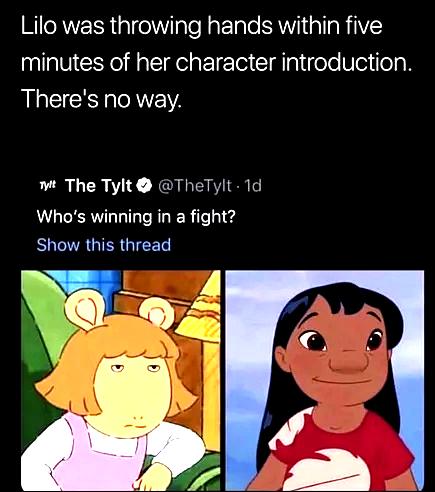 Lilo was throwing hands within five
minutes of her character introduction.
There's no way.
Tylt The Tylt @TheTylt · 1d
Who's winning in a fight?
Show this thread